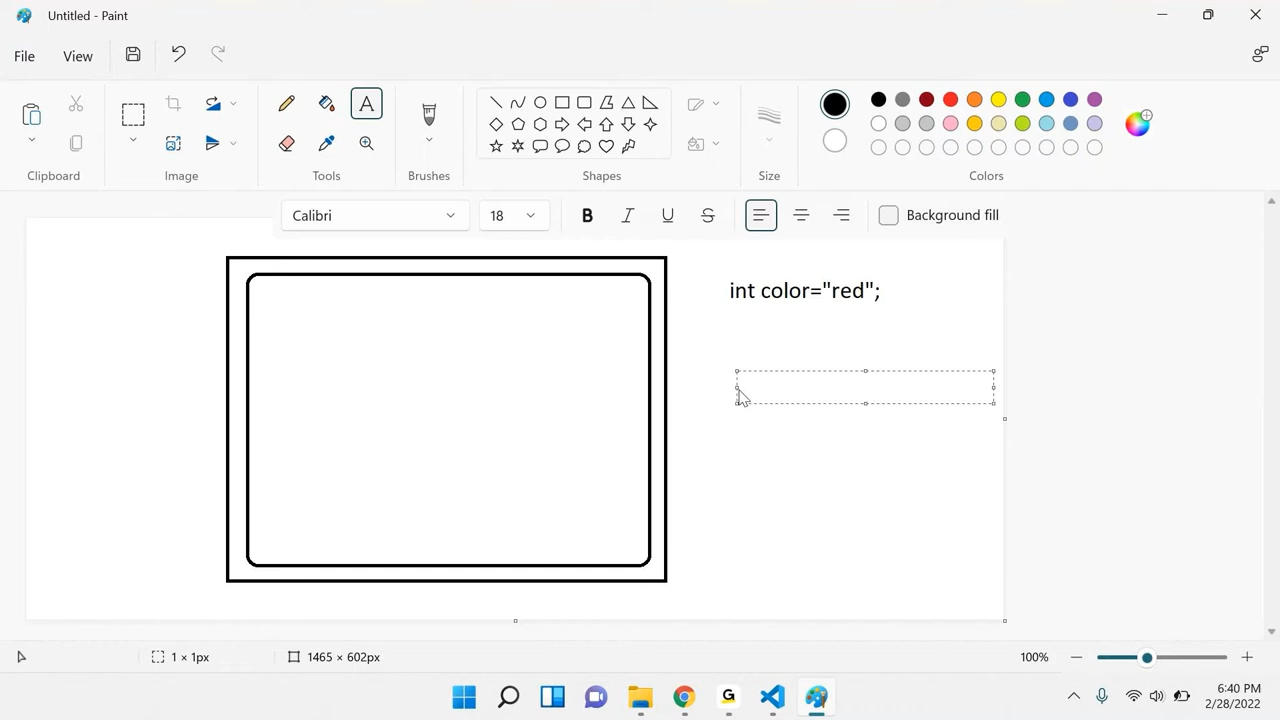 Untitled - Paint
File View
Clipboard Image Tools Brushes Shapes Size Colors
Calibri 18 B I U S Background fill
int color="red";
1 × 1px 1465 × 602px 100%
6:40 PM
2/28/2022